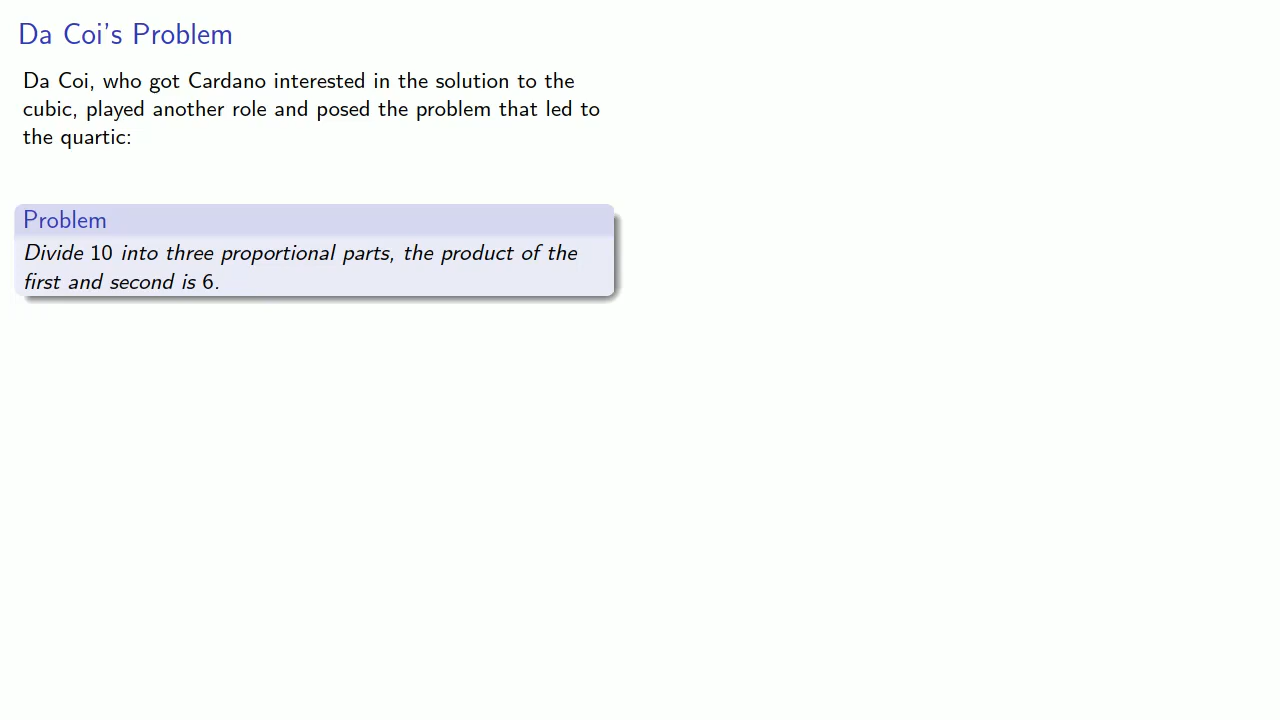 Da Coi's Problem
Da Coi, who got Cardano interested in the solution to the
cubic, played another role and posed the problem that led to
the quartic:
Problem
Divide 10 into three proportional parts, the product of the
first and second is 6.